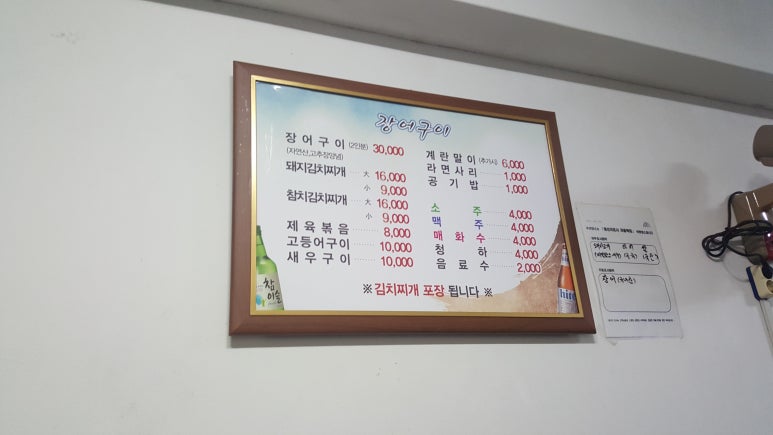 장어구이
장어구이 (2인분) 30,000
(자연산,고추장양념)
돼지김치찌개 大 16,000
小 9,000
참치김치찌개 大 16,000
小 9,000
제육볶음 8,000
고등어구이 10,000
새우구이 10,000
계란말이 (추가시) 6,000
라면사리 1,000
공기밥 1,000
소주 4,000
맥주 4,000
매화수 4,000
청하 4,000
음료수 2,000
※ 김치찌개 포장 됩니다 ※
참이슬